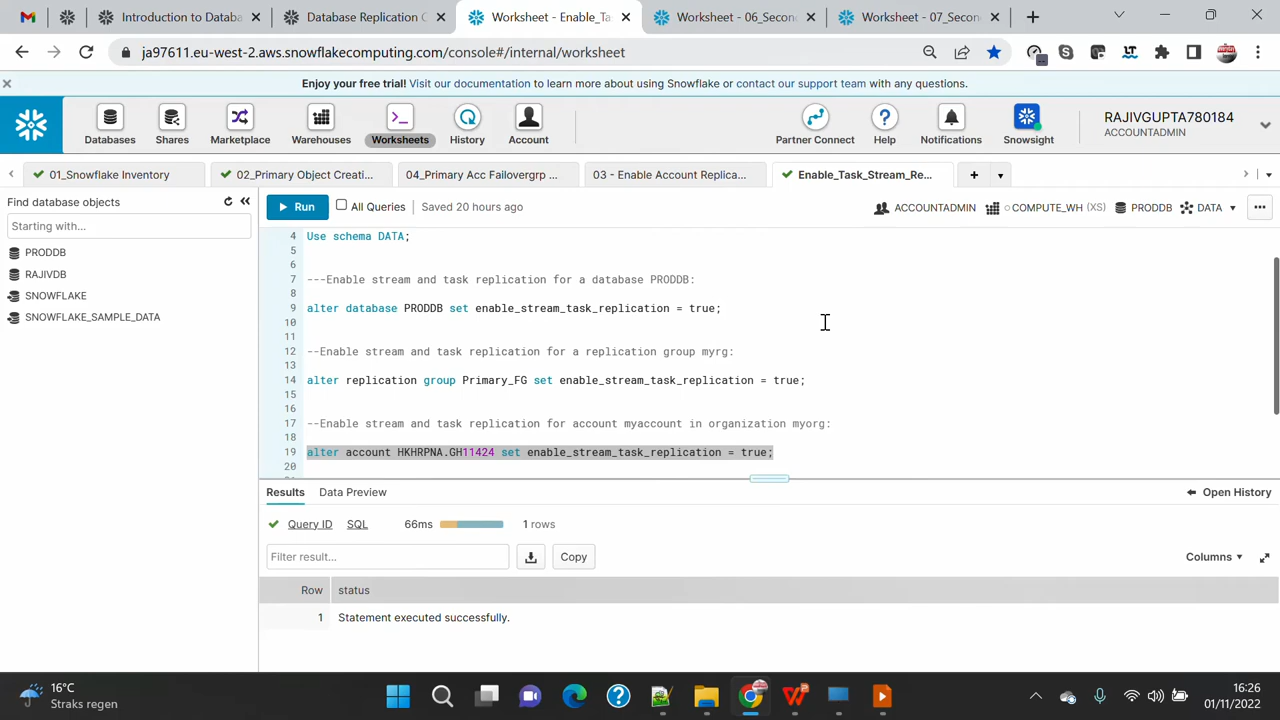 Introduction to Databa
Database Replication C
Worksheet - Enable_Ta
Worksheet - 06_Secon
Worksheet - 07_Secon
ja97611.eu-west-2.aws.snowflakecomputing.com/console#/internal/worksheet
Enjoy your free trial! Visit our documentation to learn more about using Snowflake or contact our support team with any questions.
Databases
Shares
Marketplace
Warehouses
Worksheets
History
Account
Partner Connect
Help
Notifications
Snowsight
RAJIVGUPTA780184
ACCOUNTADMIN
01_Snowflake Inventory
02_Primary Object Creati...
04_Primary Acc Failovergrp ...
03 - Enable Account Replica...
Enable_Task_Stream_Re...
Find database objects
Starting with...
PRODDB
RAJIVDB
SNOWFLAKE
SNOWFLAKE_SAMPLE_DATA
Run
All Queries
Saved 20 hours ago
ACCOUNTADMIN
COMPUTE_WH (XS)
PRODDB
DATA
4 Use schema DATA;
5
6
7 ---Enable stream and task replication for a database PRODDB:
8
9 alter database PRODDB set enable_stream_task_replication = true;
10
11
12 --Enable stream and task replication for a replication group myrg:
13
14 alter replication group Primary_FG set enable_stream_task_replication = true;
15
16
17 --Enable stream and task replication for account myaccount in organization myorg:
18
19 alter account HKHRPNA.GH11424 set enable_stream_task_replication = true;
20
Results
Data Preview
Open History
Query ID
SQL
66ms
1 rows
Filter result...
Copy
Columns
Row status
1 Statement executed successfully.
16°C
Straks regen
16:26
01/11/2022